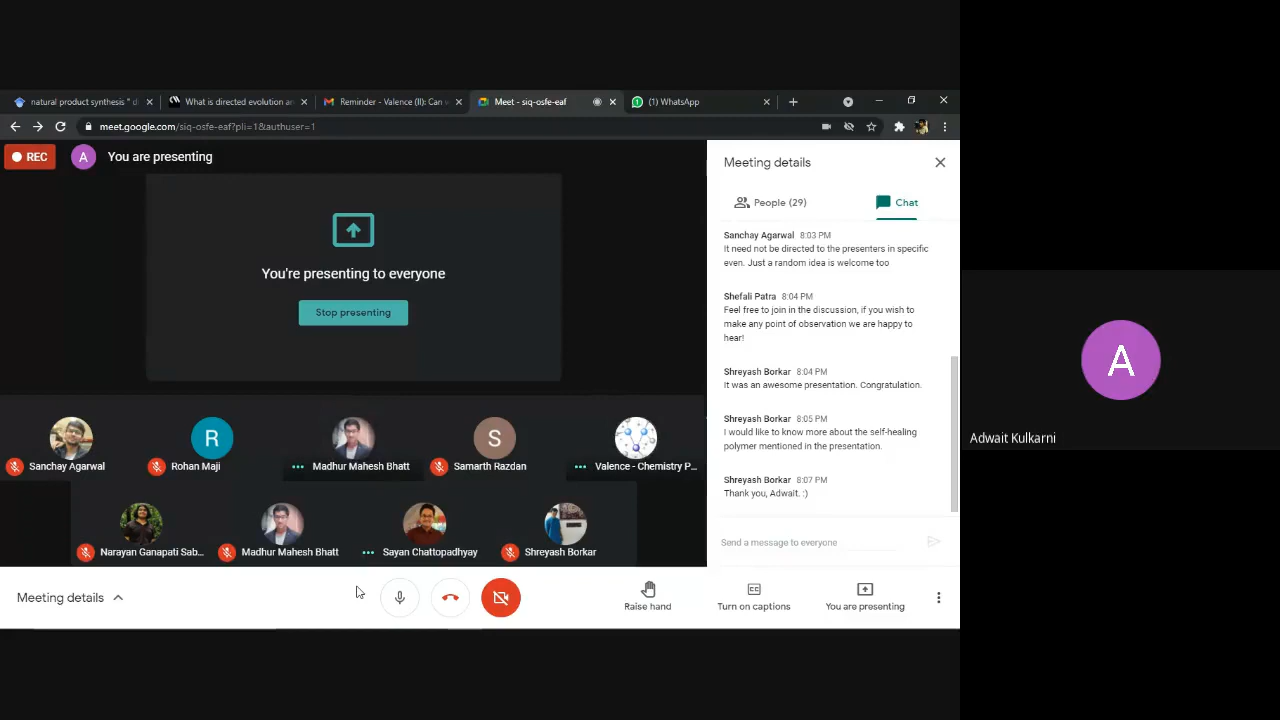 natural product synthesis " di
What is directed evolution an
Reminder - Valence (II): Can w
Meet - siq-osfe-eaf
(1) WhatsApp
meet.google.com/siq-osfe-eaf?pli=1&authuser=1
REC
A
You are presenting
You're presenting to everyone
Stop presenting
Sanchay Agarwal
R
Rohan Maji
Madhur Mahesh Bhatt
S
Samarth Razdan
Valence - Chemistry P...
Narayan Ganapati Sab...
Madhur Mahesh Bhatt
Sayan Chattopadhyay
Shreyash Borkar
Meeting details
People (29)
Chat
Sanchay Agarwal 8:03 PM
It need not be directed to the presenters in specific
even. Just a random idea is welcome too
Shefali Patra 8:04 PM
Feel free to join in the discussion, if you wish to
make any point of observation we are happy to
hear!
Shreyash Borkar 8:04 PM
It was an awesome presentation. Congratulation.
Shreyash Borkar 8:05 PM
I would like to know more about the self-healing
polymer mentioned in the presentation.
Shreyash Borkar 8:07 PM
Thank you, Adwait. :)
Send a message to everyone
Meeting details
Raise hand
CC
Turn on captions
You are presenting
A
Adwait Kulkarni